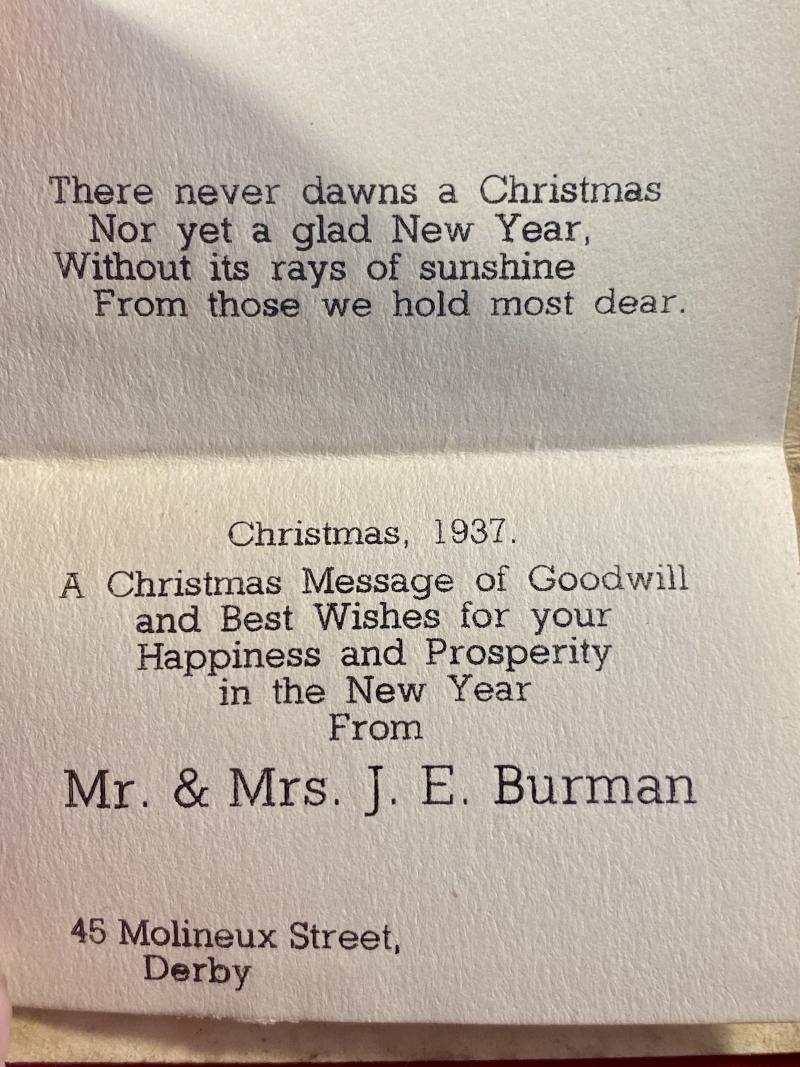 There never dawns a Christmas
Nor yet a glad New Year,
Without its rays of sunshine
From those we hold most dear.
Christmas, 1937.
A Christmas Message of Goodwill
and Best Wishes for your
Happiness and Prosperity
in the New Year
From
Mr. & Mrs. J. E. Burman
45 Molineux Street,
Derby